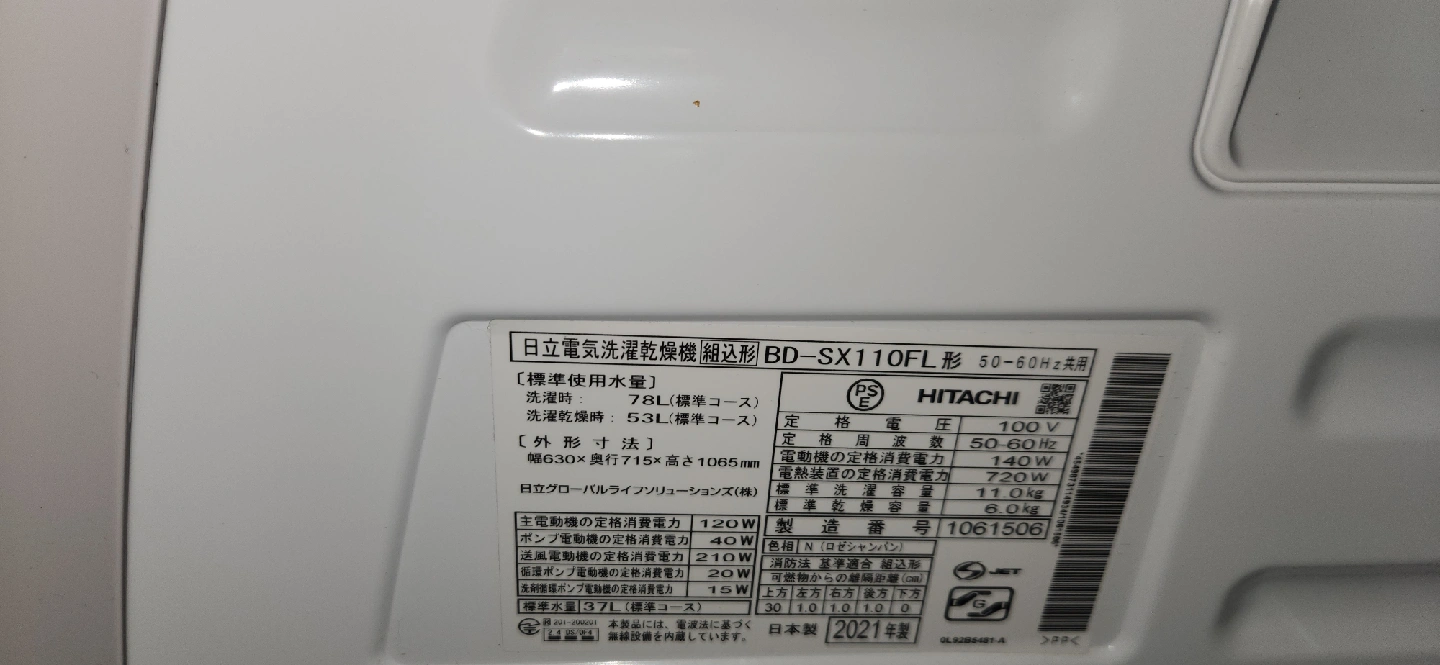 日立電気洗濯乾燥機 組込形 BD-SX110FL形 50-60Hz共用
〔標準使用水量〕
洗濯時： 78L(標準コース)
洗濯乾燥時： 53L(標準コース)
〔外形寸法〕
幅630×奥行715×高さ1065mm
日立グローバルライフソリューションズ(株)
主電動機の定格消費電力 120W
ポンプ電動機の定格消費電力 40W
送風電動機の定格消費電力 210W
循環ポンプ電動機の定格消費電力 20W
洗剤循環ポンプ電動機の定格消費電力 15W
標準水量 37L(標準コース)
R 201-200201
本製品には、電波法に基づく
無線設備を内蔵しています。
PSE HITACHI
定格電圧 100V
定格周波数 50-60Hz
電動機の定格消費電力 140W
電熱装置の定格消費電力 720W
標準洗濯容量 11.0kg
標準乾燥容量 6.0kg
製造番号 1061506
色相 N (ロゼシャンパン)
消防法 基準適合 組込形
可燃物からの離隔距離(cm)
上方 左方 右方 後方 下方
30 1.0 1.0 1.0 0
日本製 2021年製
JET
G
0L92B5481-A
>PP<